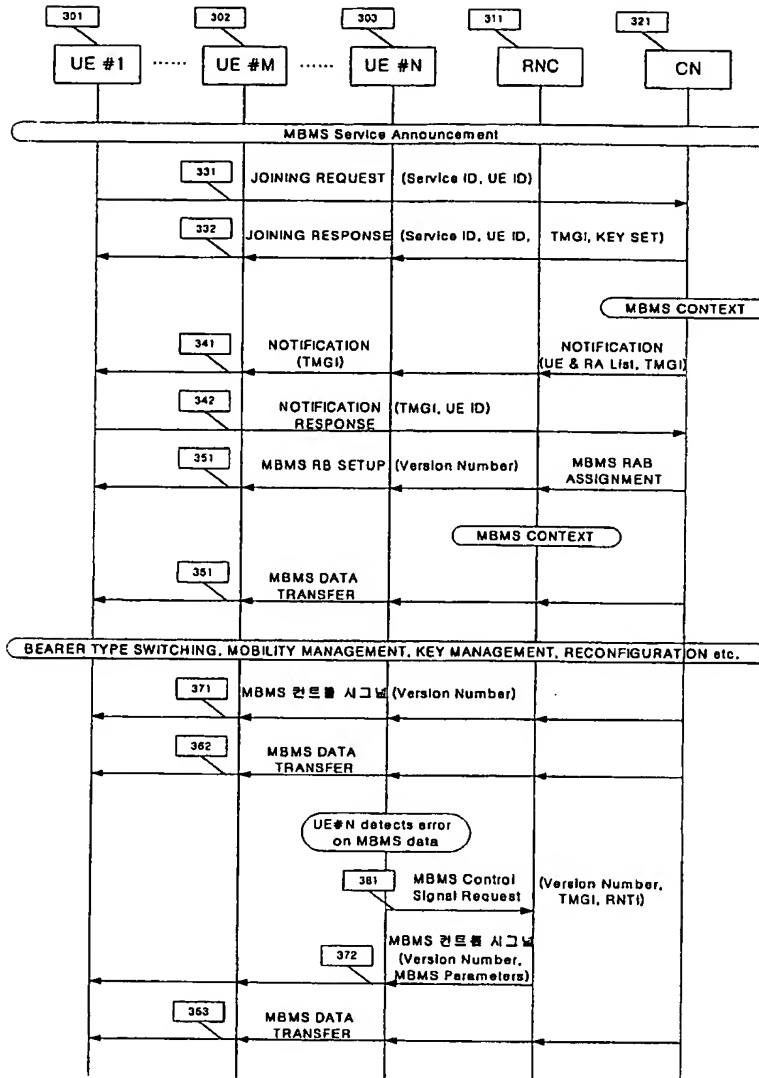 301
302
303
311
321
UE #1 ...... UE #M ...... UE #N RNC CN
MBMS Service Announcement
331
JOINING REQUEST (Service ID, UE ID)
332
JOINING RESPONSE (Service ID, UE ID, TMGI, KEY SET)
MBMS CONTEXT
341
NOTIFICATION
(TMGI)
NOTIFICATION
(UE & RA List, TMGI)
342
NOTIFICATION (TMGI, UE ID)
RESPONSE
351
MBMS RB SETUP (Version Number)
MBMS RAB
ASSIGNMENT
MBMS CONTEXT
351
MBMS DATA
TRANSFER
BEARER TYPE SWITCHING, MOBILITY MANAGEMENT, KEY MANAGEMENT, RECONFIGURATION etc.
371
MBMS 컨트롤 시그널 (Version Number)
362
MBMS DATA
TRANSFER
UE#N detects error
on MBMS data
381
MBMS Control
Signal Request
(Version Number,
TMGI, RNTI)
MBMS 컨트롤 시그널
372
(Version Number,
MBMS Parameters)
363
MBMS DATA
TRANSFER